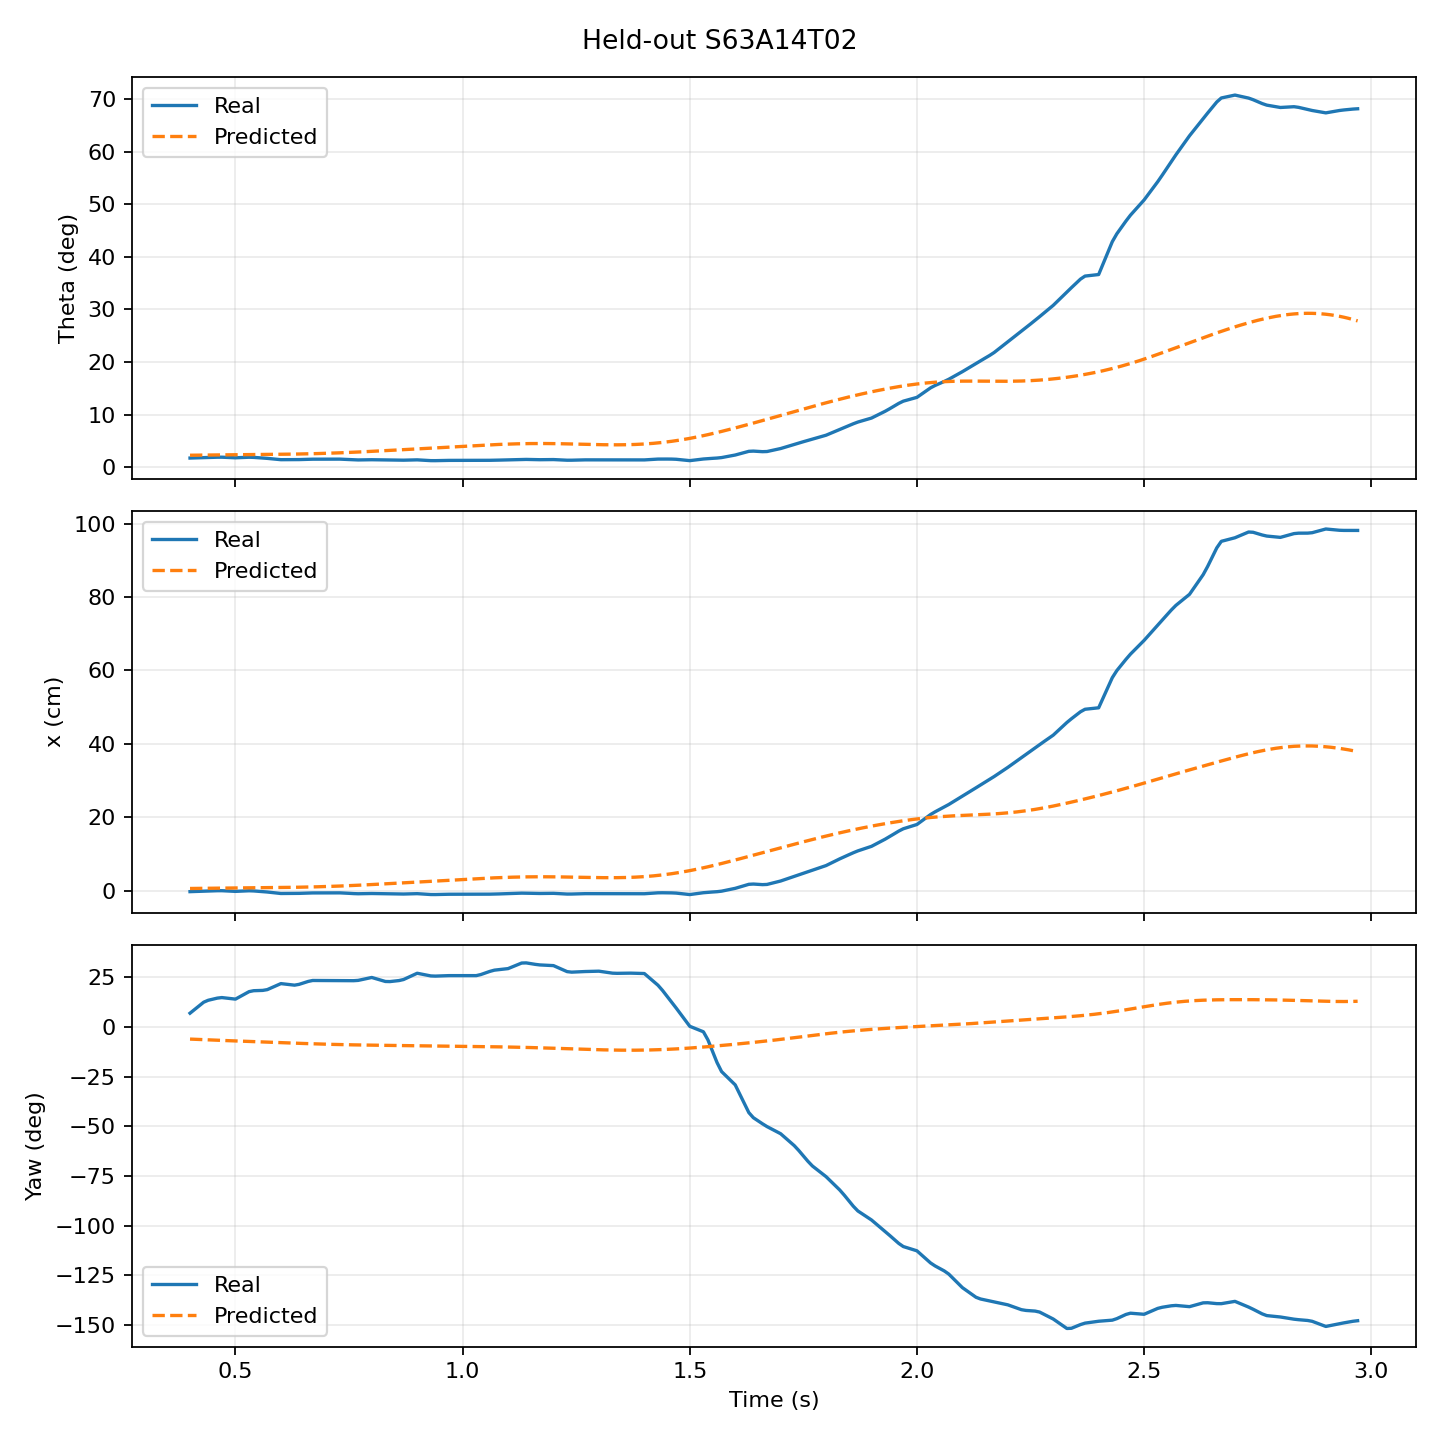 Held-out S63A14T02
Real
Predicted
Theta (deg)
70
60
50
40
30
20
10
0
Real
Predicted
x (cm)
100
80
60
40
20
0
Real
Predicted
Yaw (deg)
25
0
−25
−50
−75
−100
−125
−150
0.5 1.0 1.5 2.0 2.5 3.0
Time (s)